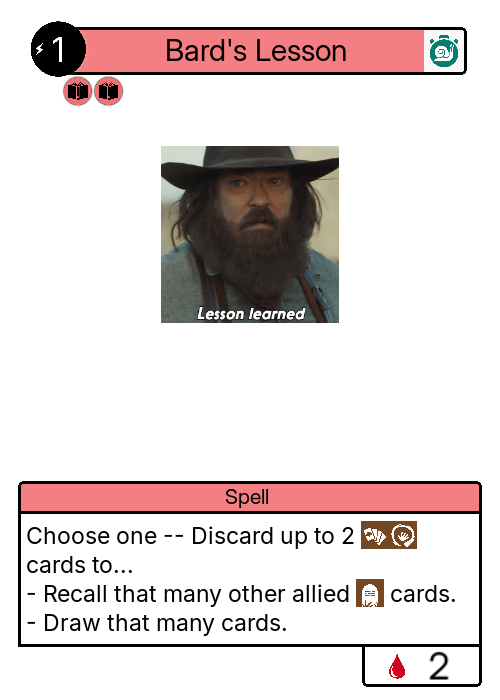 1
Bard's Lesson
Lesson learned
Spell
Choose one -- Discard up to 2
cards to...
- Recall that many other allied cards.
- Draw that many cards.
2